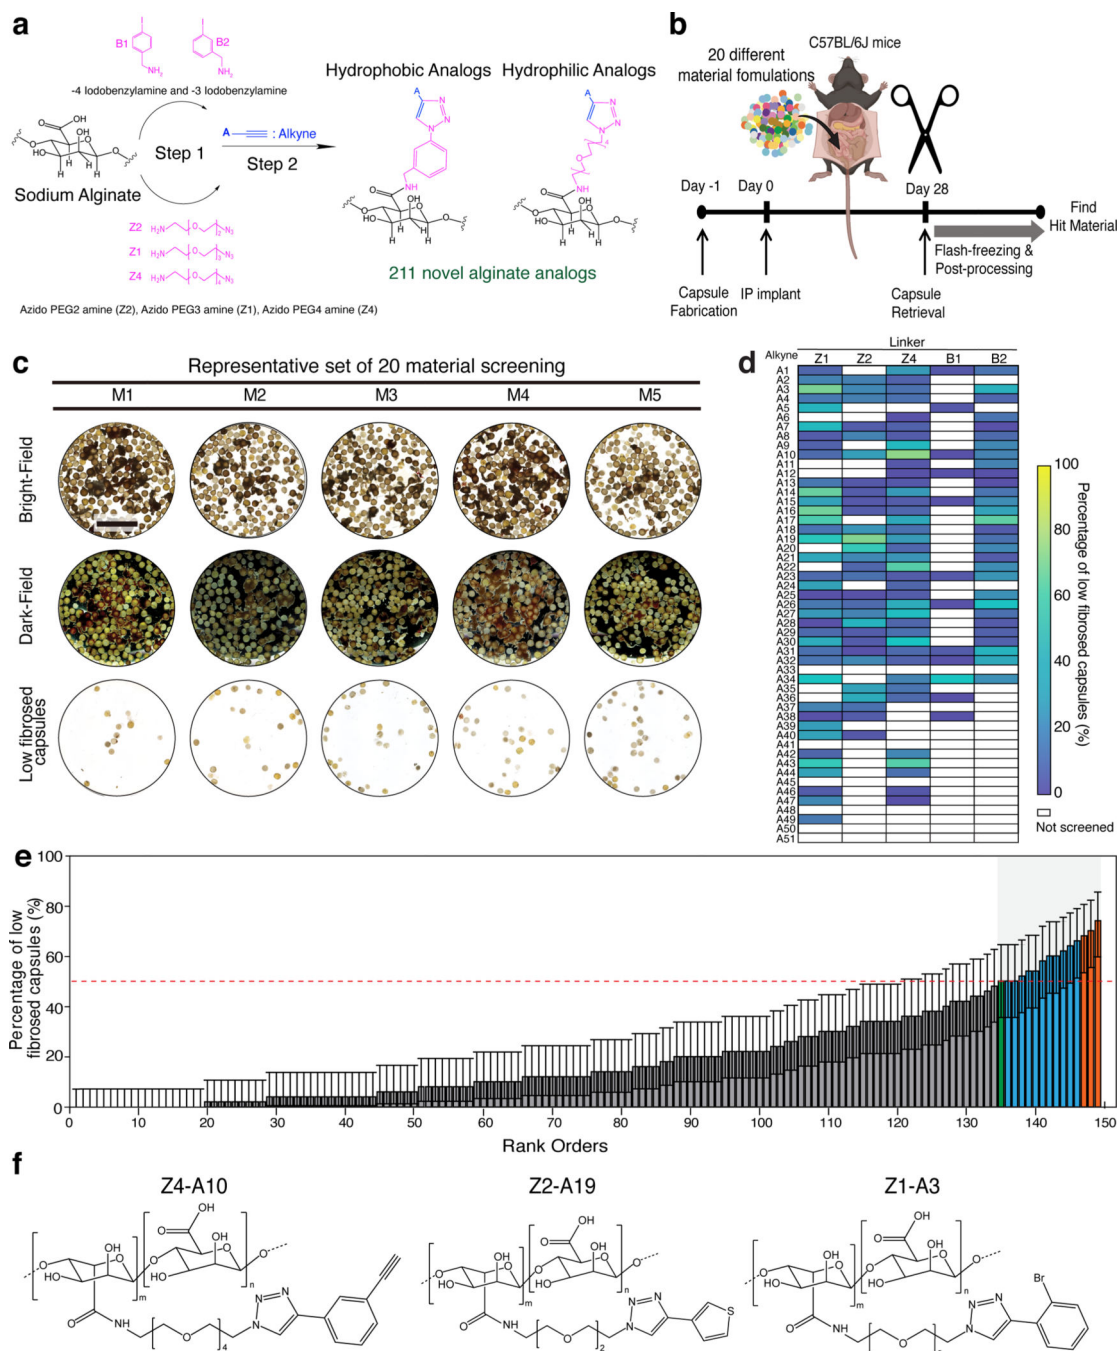 a
B1
I
NH2
I
B2
NH2
-4 Iodobenzylamine and -3 Iodobenzylamine
Step 1
A
: Alkyne
Step 2
Sodium Alginate
Z2
Z1
Z4
Azido PEG2 amine (Z2), Azido PEG3 amine (Z1), Azido PEG4 amine (Z4)
Hydrophobic Analogs
Hydrophilic Analogs
211 novel alginate analogs
b
C57BL/6J mice
20 different
material fomulations
Day -1
Day 0
Day 28
Find
Hit Material
Flash-freezing &
Post-processing
Capsule
Fabrication
IP implant
Capsule
Retrieval
c
Representative set of 20 material screening
M1 M2 M3 M4 M5
Bright-Field
Dark-Field
Low fibrosed
capsules
d
Linker
Alkyne Z1 Z2 Z4 B1 B2
A1
A2
A3
A4
A5
A6
A7
A8
A9
A10
A11
A12
A13
A14
A15
A16
A17
A18
A19
A20
A21
A22
A23
A24
A25
A26
A27
A28
A29
A30
A31
A32
A33
A34
A35
A36
A37
A38
A39
A40
A41
A42
A43
A44
A45
A46
A47
A48
A49
A50
A51
100
80
60
40
20
0
Percentage of low fibrosed capsules (%)
Not screened
e
Percentage of low
fibrosed capsules (%)
100
80
60
40
20
0
0 10 20 30 40 50 60 70 80 90 100 110 120 130 140 150
Rank Orders
f
Z4-A10
Z2-A19
Z1-A3